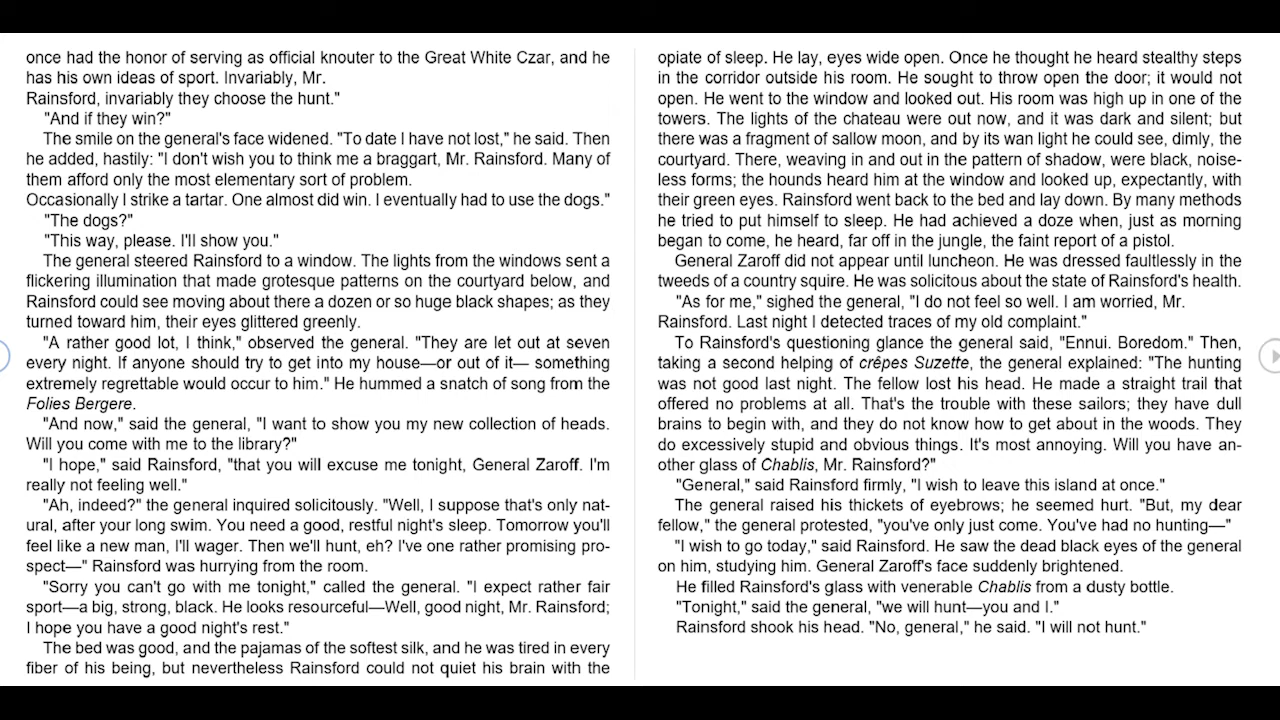 once had the honor of serving as official knouter to the Great White Czar, and he
has his own ideas of sport. Invariably, Mr.
Rainsford, invariably they choose the hunt."
"And if they win?"
The smile on the general's face widened. "To date I have not lost," he said. Then
he added, hastily: "I don't wish you to think me a braggart, Mr. Rainsford. Many of
them afford only the most elementary sort of problem.
Occasionally I strike a tartar. One almost did win. I eventually had to use the dogs."
"The dogs?"
"This way, please. I'll show you."
The general steered Rainsford to a window. The lights from the windows sent a
flickering illumination that made grotesque patterns on the courtyard below, and
Rainsford could see moving about there a dozen or so huge black shapes; as they
turned toward him, their eyes glittered greenly.
"A rather good lot, I think," observed the general. "They are let out at seven
every night. If anyone should try to get into my house—or out of it— something
extremely regrettable would occur to him." He hummed a snatch of song from the
Folies Bergere.
"And now," said the general, "I want to show you my new collection of heads.
Will you come with me to the library?"
"I hope," said Rainsford, "that you will excuse me tonight, General Zaroff. I'm
really not feeling well."
"Ah, indeed?" the general inquired solicitously. "Well, I suppose that's only nat-
ural, after your long swim. You need a good, restful night's sleep. Tomorrow you'll
feel like a new man, I'll wager. Then we'll hunt, eh? I've one rather promising pro-
spect—" Rainsford was hurrying from the room.
"Sorry you can't go with me tonight," called the general. "I expect rather fair
sport—a big, strong, black. He looks resourceful—Well, good night, Mr. Rainsford;
I hope you have a good night's rest."
The bed was good, and the pajamas of the softest silk, and he was tired in every
fiber of his being, but nevertheless Rainsford could not quiet his brain with the
opiate of sleep. He lay, eyes wide open. Once he thought he heard stealthy steps
in the corridor outside his room. He sought to throw open the door; it would not
open. He went to the window and looked out. His room was high up in one of the
towers. The lights of the chateau were out now, and it was dark and silent; but
there was a fragment of sallow moon, and by its wan light he could see, dimly, the
courtyard. There, weaving in and out in the pattern of shadow, were black, noise-
less forms; the hounds heard him at the window and looked up, expectantly, with
their green eyes. Rainsford went back to the bed and lay down. By many methods
he tried to put himself to sleep. He had achieved a doze when, just as morning
began to come, he heard, far off in the jungle, the faint report of a pistol.
General Zaroff did not appear until luncheon. He was dressed faultlessly in the
tweeds of a country squire. He was solicitous about the state of Rainsford's health.
"As for me," sighed the general, "I do not feel so well. I am worried, Mr.
Rainsford. Last night I detected traces of my old complaint."
To Rainsford's questioning glance the general said, "Ennui. Boredom." Then,
taking a second helping of crêpes Suzette, the general explained: "The hunting
was not good last night. The fellow lost his head. He made a straight trail that
offered no problems at all. That's the trouble with these sailors; they have dull
brains to begin with, and they do not know how to get about in the woods. They
do excessively stupid and obvious things. It's most annoying. Will you have an-
other glass of Chablis, Mr. Rainsford?"
"General," said Rainsford firmly, "I wish to leave this island at once."
The general raised his thickets of eyebrows; he seemed hurt. "But, my dear
fellow," the general protested, "you've only just come. You've had no hunting—"
"I wish to go today," said Rainsford. He saw the dead black eyes of the general
on him, studying him. General Zaroff's face suddenly brightened.
He filled Rainsford's glass with venerable Chablis from a dusty bottle.
"Tonight," said the general, "we will hunt—you and I."
Rainsford shook his head. "No, general," he said. "I will not hunt."